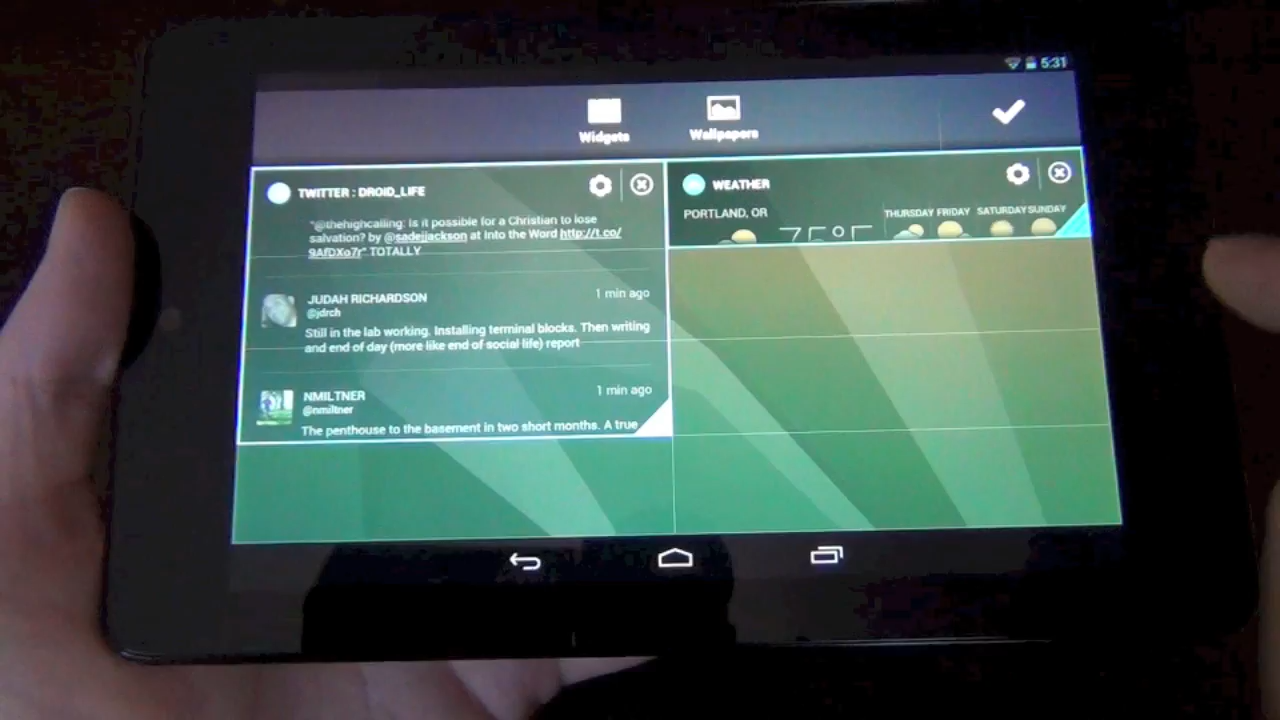 5:31
Widgets
Wallpapers
TWITTER : DROID_LIFE
"@thehighcalling: Is it possible for a Christian to lose
salvation? by @sadejjackson at Into the Word http://t.co/
9AfDXo7r" TOTALLY
JUDAH RICHARDSON
1 min ago
@jdrch
Still in the lab working. Installing terminal blocks. Then writing
and end of day (more like end of social life) report
NMILTNER
1 min ago
@nmiltner
The penthouse to the basement in two short months. A true
WEATHER
PORTLAND, OR
THURSDAY FRIDAY SATURDAY SUNDAY
75°F